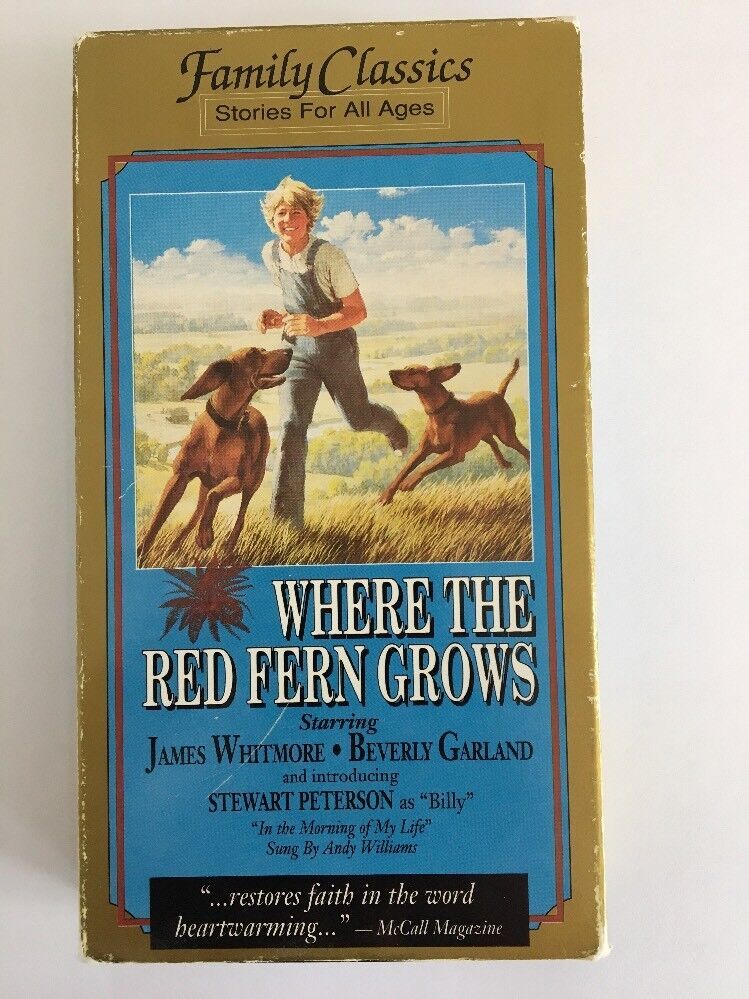 Family Classics
Stories For All Ages
WHERE THE
RED FERN GROWS
Starring
JAMES WHITMORE • BEVERLY GARLAND
and introducing
STEWART PETERSON as "Billy"
"In the Morning of My Life"
Sung By Andy Williams
"...restores faith in the word
heartwarming..." — McCall Magazine